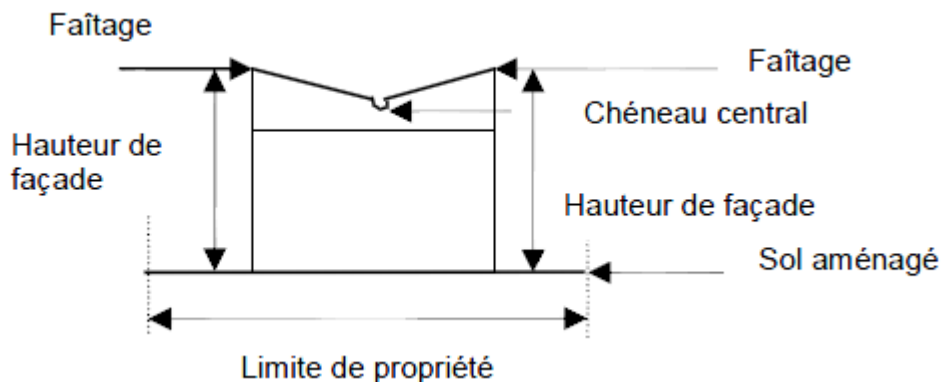 Faîtage
Faîtage
Chéneau central
Hauteur de
façade
Hauteur de façade
Sol aménagé
Limite de propriété